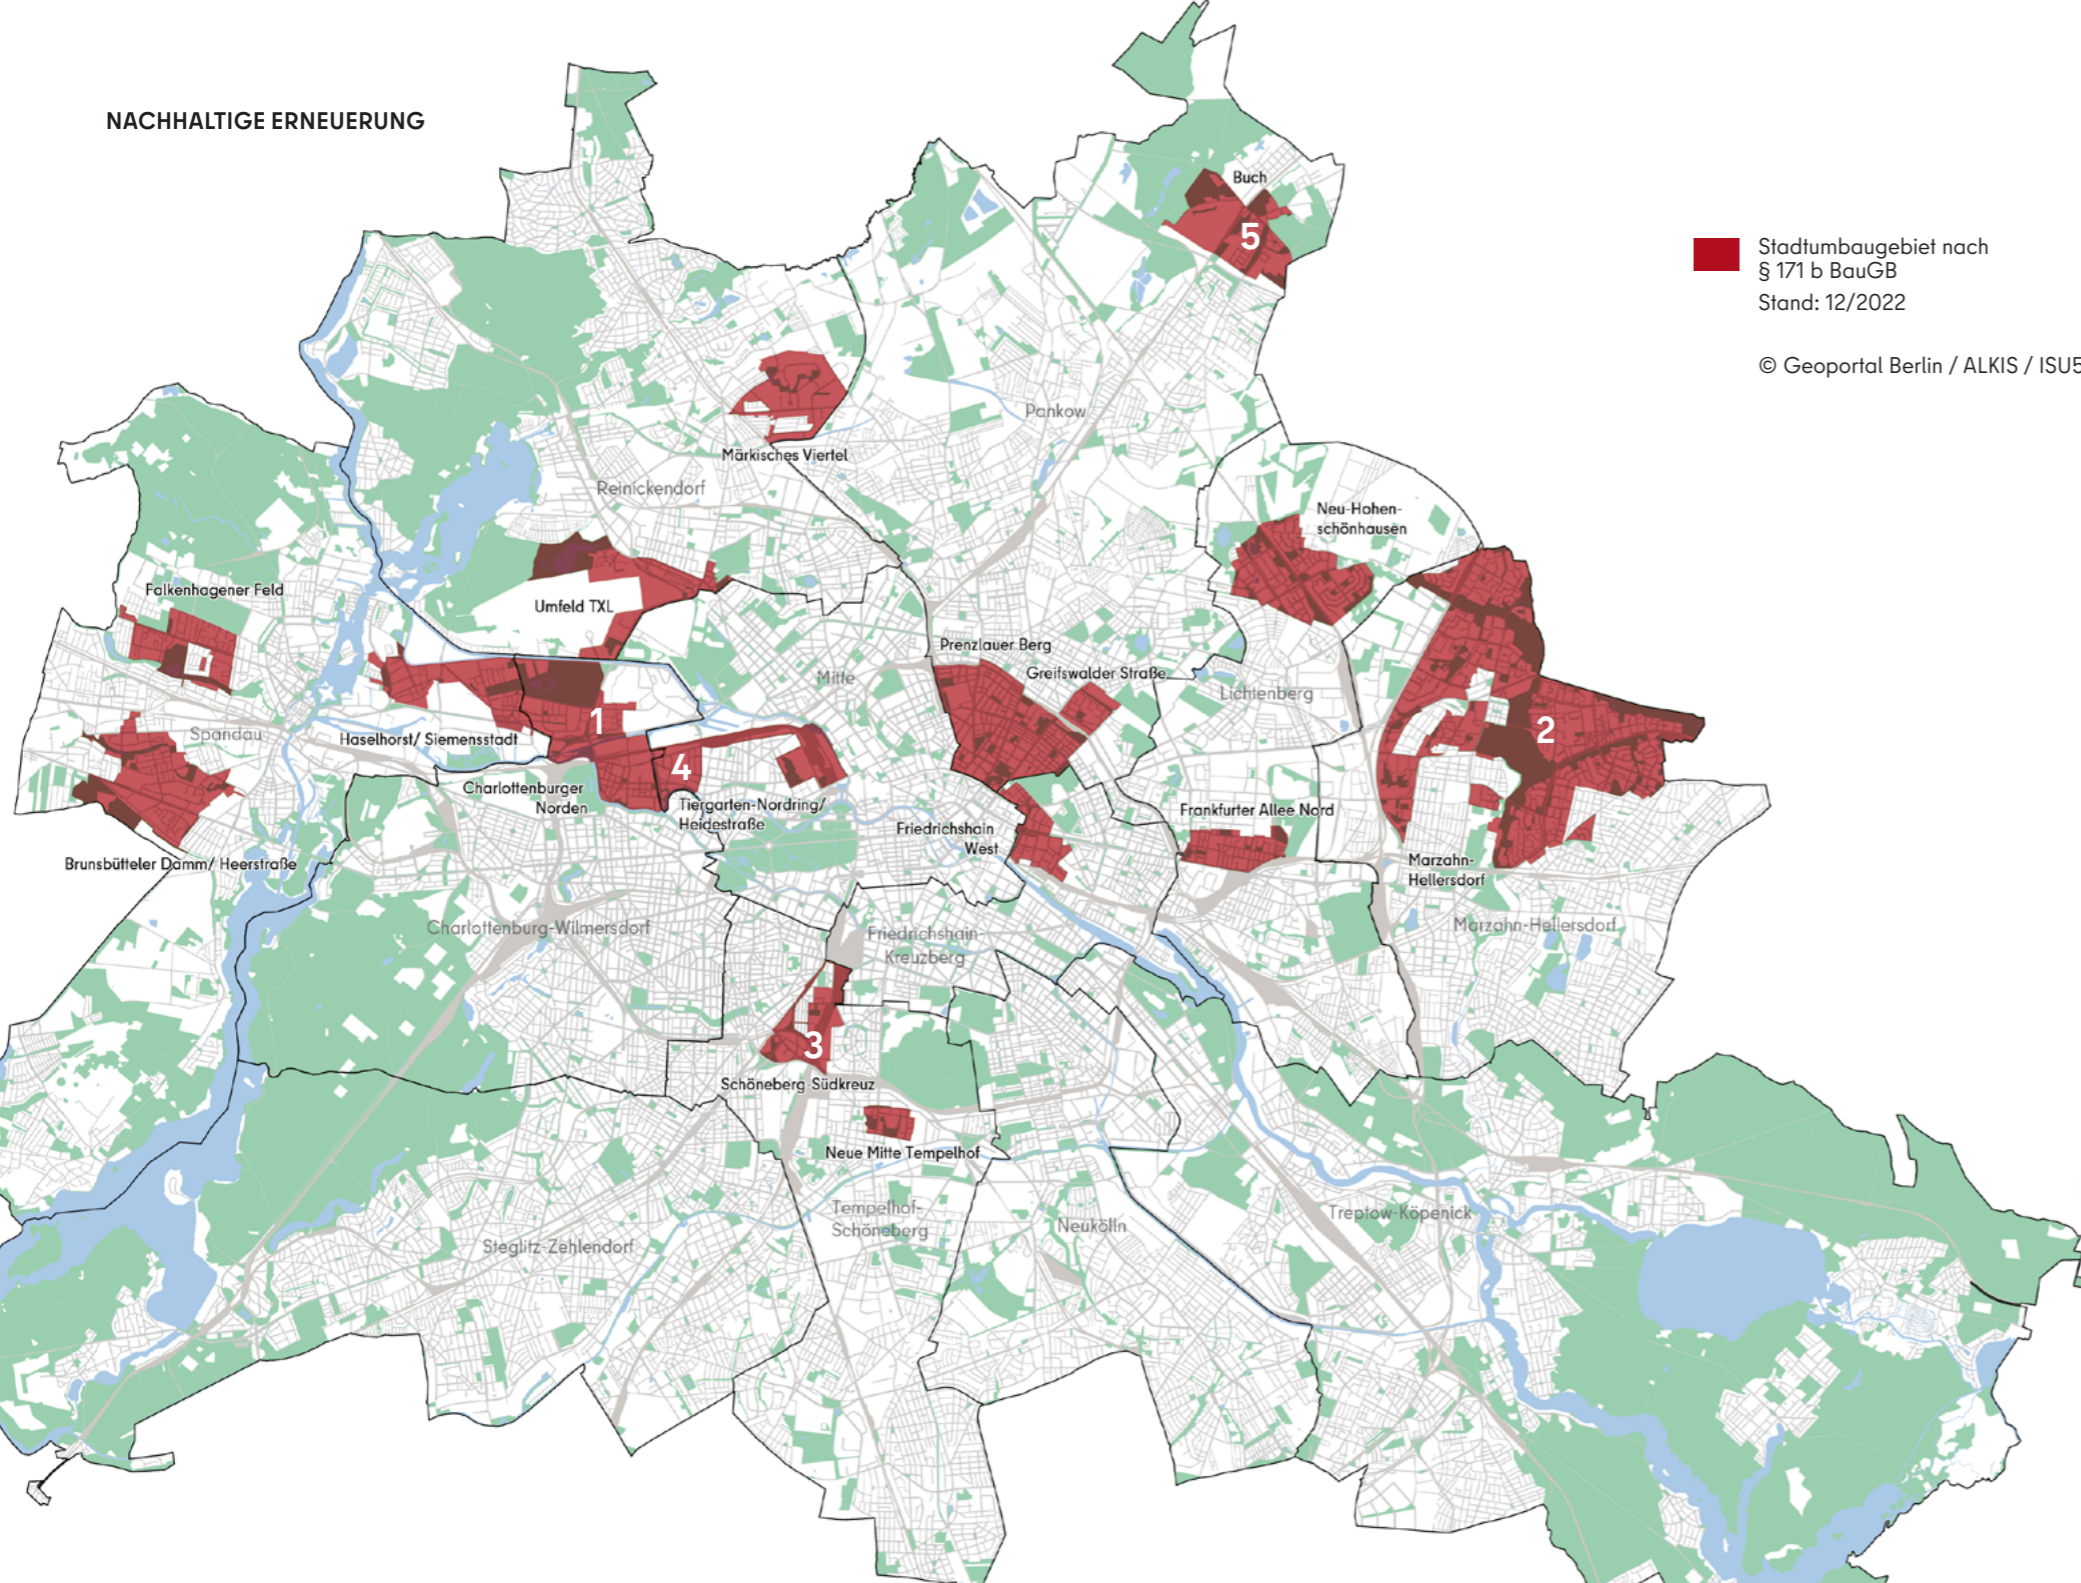 NACHHALTIGE ERNEUERUNG
Buch
5
Stadtumbaugebiet nach
§ 171 b BauGB
Stand: 12/2022
© Geoportal Berlin / ALKIS / ISU5
Pankow
Märkisches Viertel
Reinickendorf
Neu-Hohen-
schönhausen
Falkenhagener Feld
Umfeld TXL
Prenzlauer Berg
Greifswalder Straße
Mitte
Lichtenberg
1
2
Spandau
Haselhorst/ Siemensstadt
4
Charlottenburger
Norden
Tiergarten-Nordring/
Heidestraße
Frankfurter Allee Nord
Friedrichshain
West
Brunsbütteler Damm/ Heerstraße
Marzahn-
Hellersdorf
Charlottenburg-Wilmersdorf
Friedrichshain-
Kreuzberg
Marzahn-Hellersdorf
3
Schöneberg-Südkreuz
Neue Mitte Tempelhof
Tempelhof-
Schöneberg
Neukölln
Treptow-Köpenick
Steglitz-Zehlendorf